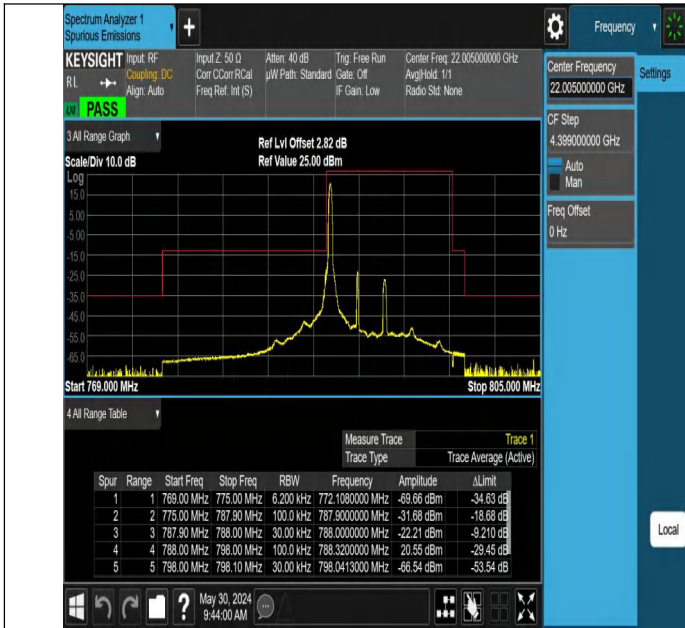 Spectrum Analyzer 1
Spurious Emissions
Frequency
KEYSIGHT Input: RF Input Z: 50 Ω Atten: 40 dB Trig: Free Run Center Freq: 22.005000000 GHz
RL Coupling: DC Corr CCorr RCal µW Path: Standard Gate: Off Avg|Hold: 1/1
Align: Auto Freq Ref: Int (S) IF Gain: Low Radio Std: None
PASS
Center Frequency
22.005000000 GHz
Settings
CF Step
4.399000000 GHz
Auto
Man
Freq Offset
0 Hz
3 All Range Graph
Ref Lvl Offset 2.82 dB
Scale/Div 10.0 dB Ref Value 25.00 dBm
Log
15.0
5.00
-5.00
-15.0
-25.0
-35.0
-45.0
-55.0
-65.0
Start 769.000 MHz Stop 805.000 MHz
4 All Range Table
Measure Trace Trace 1
Trace Type Trace Average (Active)
Spur Range Start Freq Stop Freq RBW Frequency Amplitude ΔLimit
1 1 769.00 MHz 775.00 MHz 6.200 kHz 772.1080000 MHz -69.66 dBm -34.63 dB
2 2 775.00 MHz 787.90 MHz 100.0 kHz 787.9000000 MHz -31.68 dBm -18.68 dB
3 3 787.90 MHz 788.00 MHz 30.00 kHz 788.0000000 MHz -22.21 dBm -9.210 dB
4 4 788.00 MHz 798.00 MHz 100.0 kHz 788.3200000 MHz 20.55 dBm -29.45 dB
5 5 798.00 MHz 798.10 MHz 30.00 kHz 798.0413000 MHz -66.54 dBm -53.54 dB
Local
May 30, 2024
9:44:00 AM